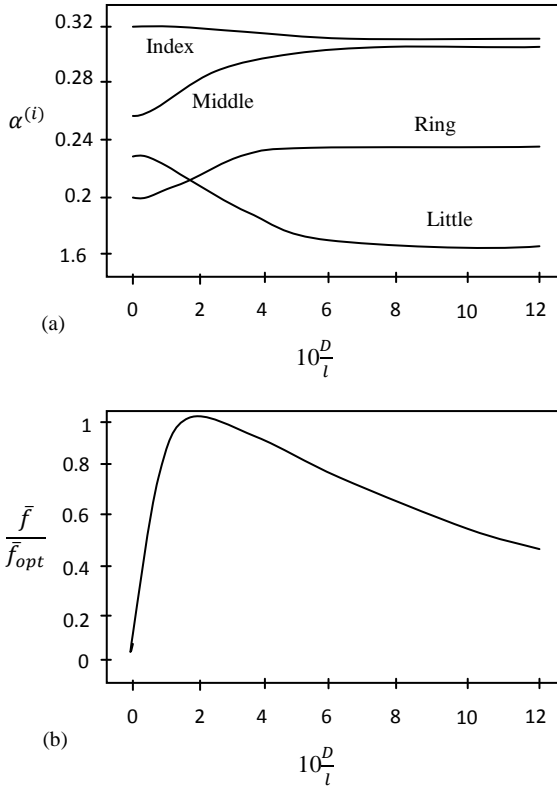 0.32
Index
0.28
Middle
α^(i)
Ring
0.24
0.2
Little
1.6
0 2 4 6 8 10 12
(a)
10 D/l
1
0.8
f̄/f̄_opt
0.6
0.4
0.2
0
0 2 4 6 8 10 12
(b)
10 D/l